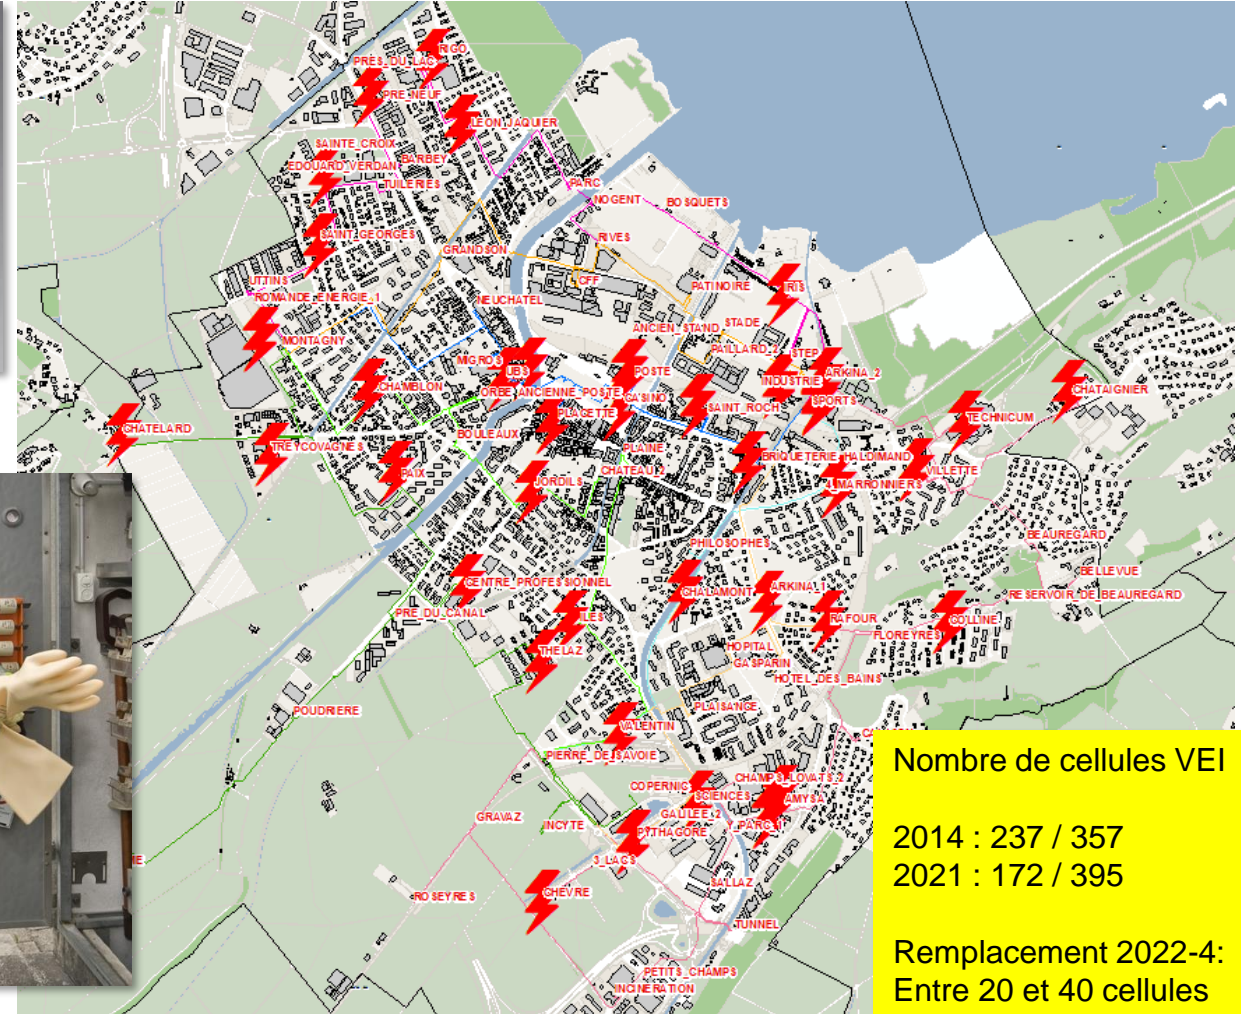 RIGO
PRES_DU_LAC
PRE_NEUF
LEON_JAQUIER
SAINTE_CROIX
BARBEY
EDOUARD_VERDAN
TUILERIES
PARC
NOGENT
BOSQUETS
SAINT_GEORGES
RIVES
GRANDSON
UTTINS
CFF
PATINOIRE
IRIS
ROMANDE_ENERGIE_1
NEUCHATEL
ANCIEN_STAND
STADE
MONTAGNY
PAILLARD_2
STEP
MIGROS
UBS
POSTE
INDUSTRIE
ARKINA_2
CHAMBLON
ORBE
ANCIENNE_POSTE
CASINO
SAINT_ROCH
SPORTS
CHATAIGNIER
PLACETTE
TECHNICUM
CHATELARD
BOULEAUX
TREYCOVAGNES
PLAINE
BRIQUETERIE
HALDIMAND
PAIX
CHATEAU_2
VILLETTE
JORDILS
4_MARRONNIERS
PHILOSOPHES
BEAUREGARD
BELLEVUE
CENTRE_PROFESSIONNEL
CHALAMONT
ARKINA_1
RESERVOIR_DE_BEAUREGARD
PRE_DU_CANAL
ILES
RAFOUR
COLLINE
FLOREYRES
THELAZ
HOPITAL
GASPARIN
HOTEL_DES_BAINS
POUDRIERE
PLAISANCE
VALENTIN
PIERRE_DE_SAVOIE
COPERNIC
CHAMPS_LOVATS_2
SCIENCES
AMYSA
GRAVAZ
INCYTE
GALILEE_2
Y_PARC_1
PYTHAGORE
3_LACS
SALLAZ
ROSEYRES
CHEVRE
TUNNEL
PETITS_CHAMPS
INCINERATION
Nombre de cellules VEI
2014 : 237 / 357
2021 : 172 / 395
Remplacement 2022-4:
Entre 20 et 40 cellules